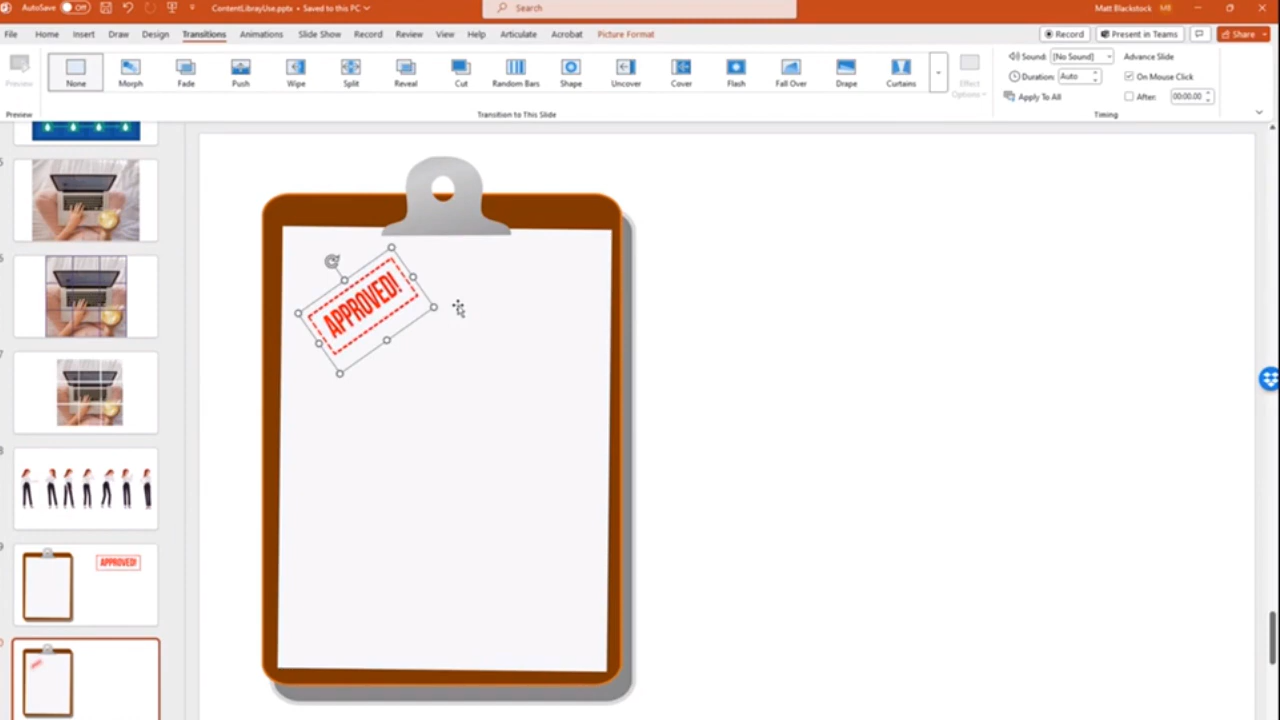 AutoSave Off ContentLibrayUse.pptx • Saved to this PC Search Matt Blackstock MB
File Home Insert Draw Design Transitions Animations Slide Show Record Review View Help Articulate Acrobat Picture Format Record Present in Teams Share
Preview None Morph Fade Push Wipe Split Reveal Cut Random Bars Shape Uncover Cover Flash Fall Over Drape Curtains Effect Options
Sound: [No Sound] Advance Slide
Duration: Auto On Mouse Click
Apply To All After: 00:00.00
Preview Transition to This Slide Timing
APPROVED!
APPROVED!